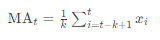 MA_t = \frac{1}{k} \sum_{i=t-k+1}^{t} x_i